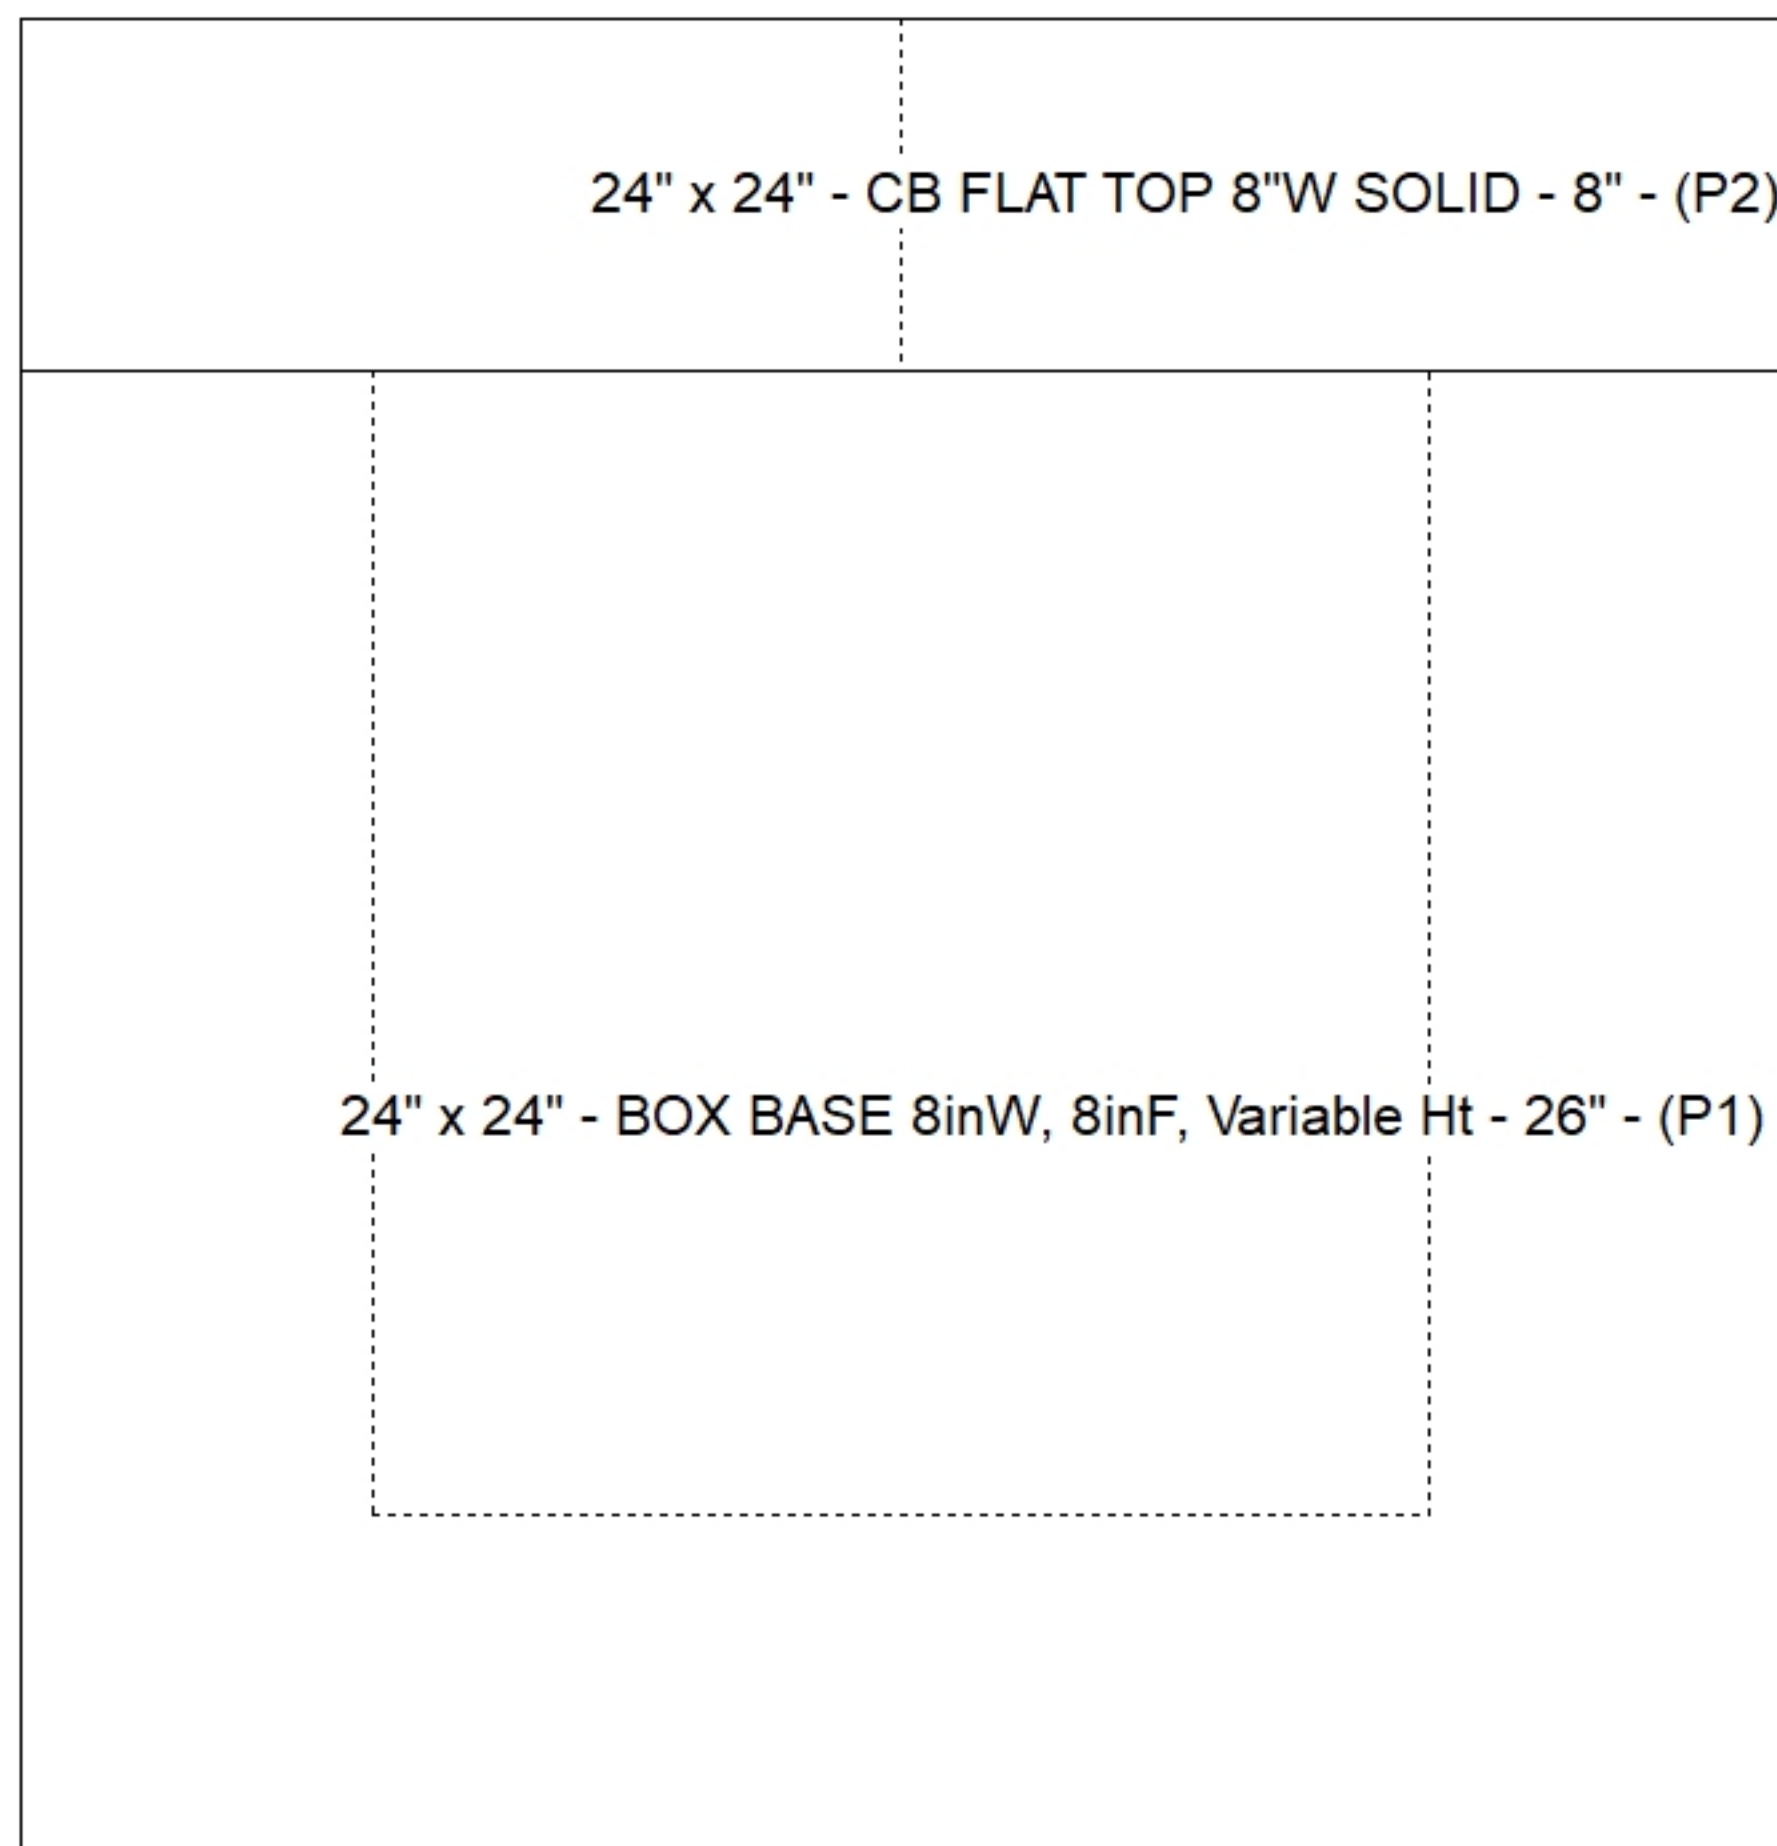 24" x 24" - CB FLAT TOP 8"W SOLID - 8" - (P2)
24" x 24" - BOX BASE 8inW, 8inF, Variable Ht - 26" - (P1)